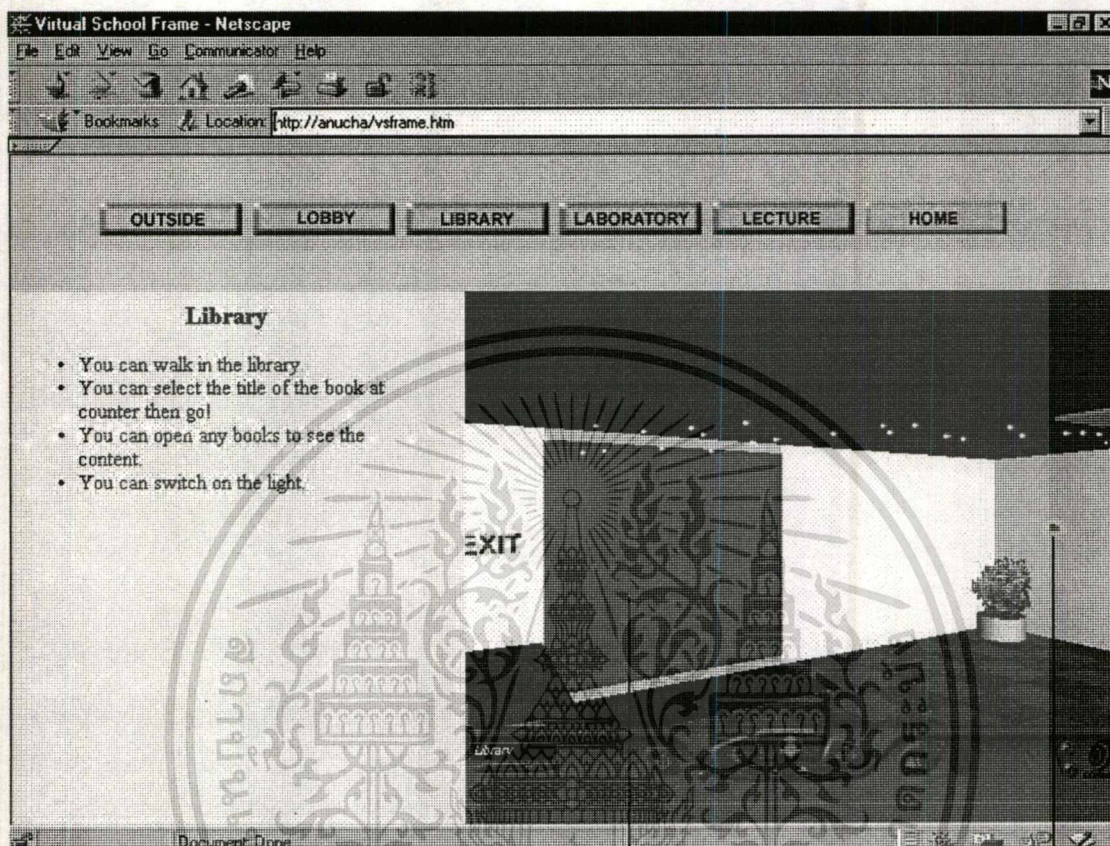 Virtual School Frame - Netscape
File Edit View Go Communicator Help
N
Bookmarks Location: http://anucha/vsframe.htm
OUTSIDE LOBBY LIBRARY LABORATORY LECTURE HOME
Library
• You can walk in the library.
• You can select the title of the book at
counter then go!
• You can open any books to see the
content.
• You can switch on the light.
EXIT
Library
Document: Done